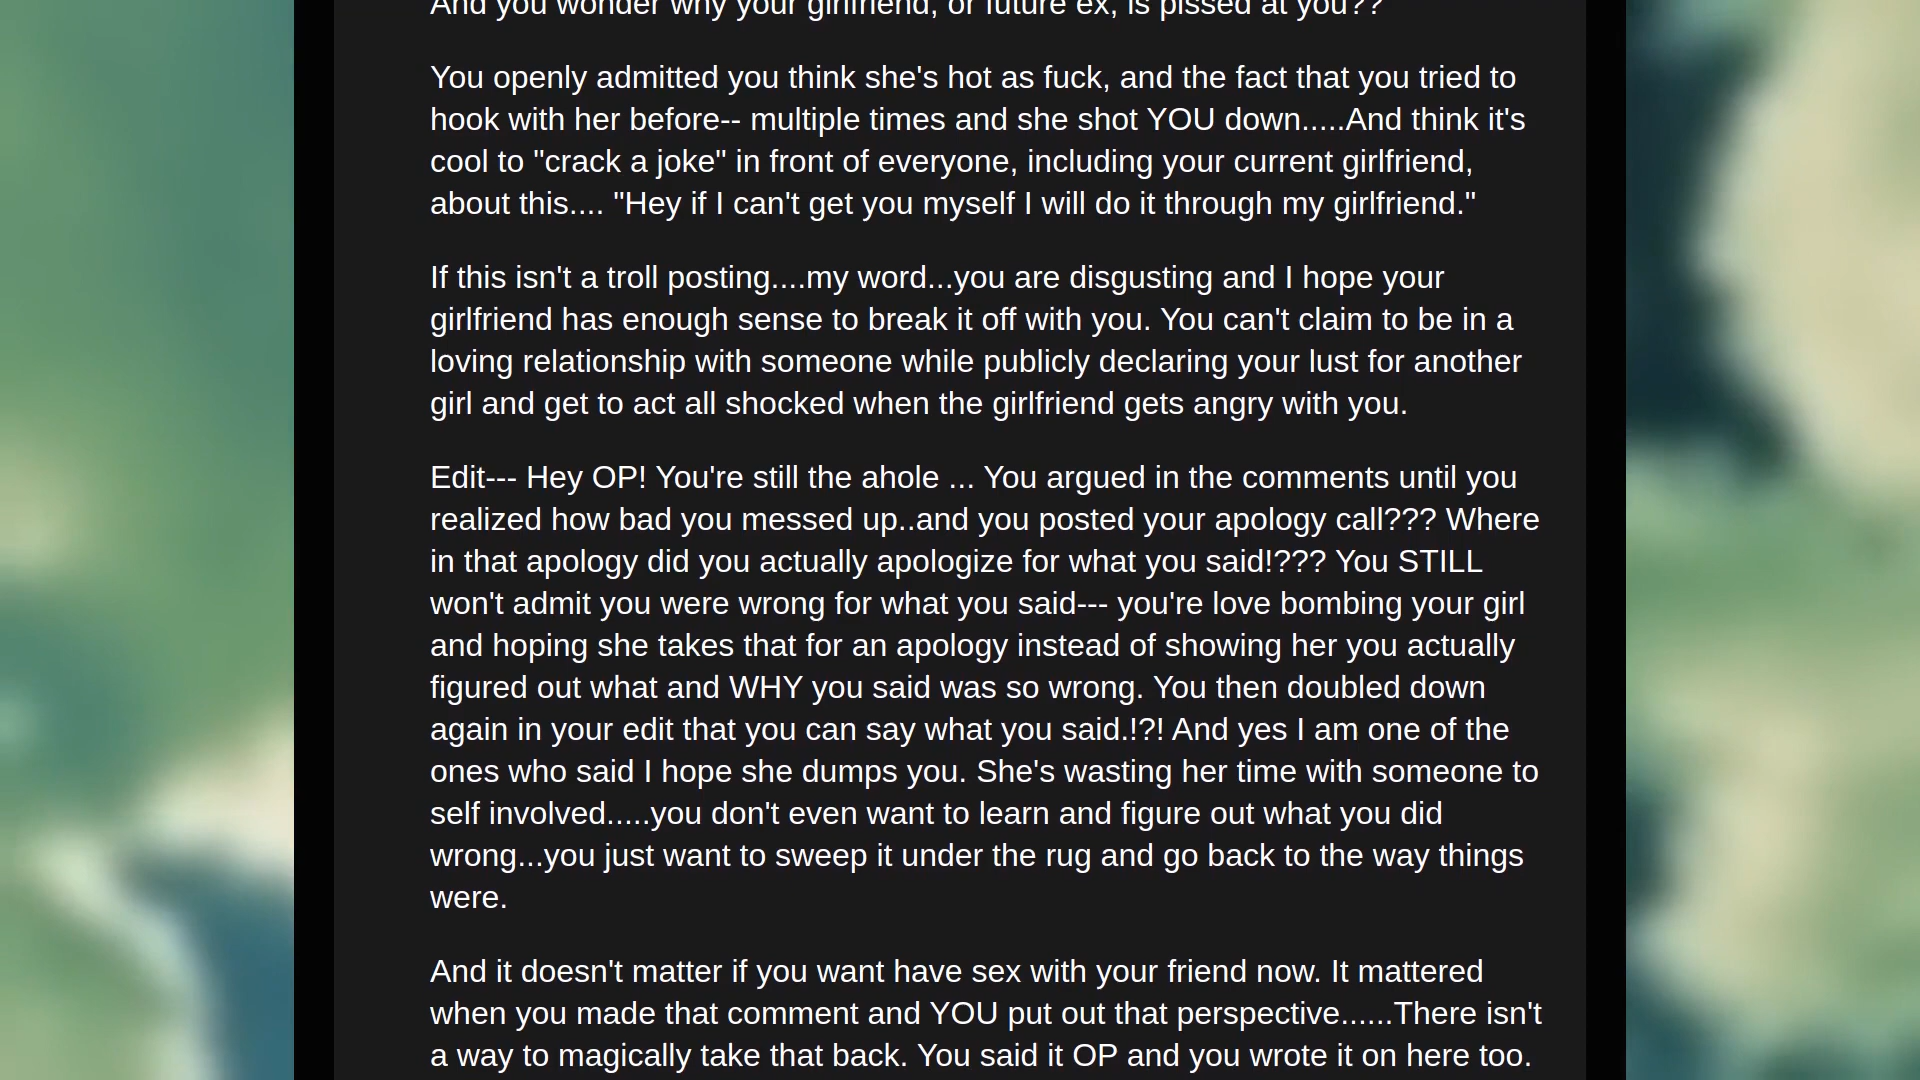 And you wonder why your girlfriend, or future ex, is pissed at you??
You openly admitted you think she's hot as fuck, and the fact that you tried to
hook with her before-- multiple times and she shot YOU down.....And think it's
cool to "crack a joke" in front of everyone, including your current girlfriend,
about this.... "Hey if I can't get you myself I will do it through my girlfriend."
If this isn't a troll posting....my word...you are disgusting and I hope your
girlfriend has enough sense to break it off with you. You can't claim to be in a
loving relationship with someone while publicly declaring your lust for another
girl and get to act all shocked when the girlfriend gets angry with you.
Edit--- Hey OP! You're still the ahole ... You argued in the comments until you
realized how bad you messed up..and you posted your apology call??? Where
in that apology did you actually apologize for what you said!??? You STILL
won't admit you were wrong for what you said--- you're love bombing your girl
and hoping she takes that for an apology instead of showing her you actually
figured out what and WHY you said was so wrong. You then doubled down
again in your edit that you can say what you said.!?! And yes I am one of the
ones who said I hope she dumps you. She's wasting her time with someone to
self involved.....you don't even want to learn and figure out what you did
wrong...you just want to sweep it under the rug and go back to the way things
were.
And it doesn't matter if you want have sex with your friend now. It mattered
when you made that comment and YOU put out that perspective......There isn't
a way to magically take that back. You said it OP and you wrote it on here too.